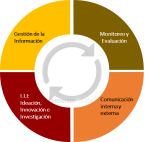 Gestión de la
Información
Monitoreo y
Evaluación
I.I.I:
Ideación,
Innovación e
Investigación
Comunicación
interna y
externa